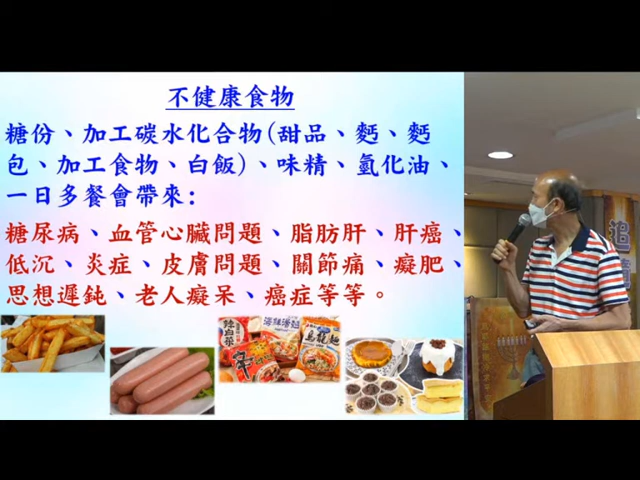 不健康食物
糖份、加工碳水化合物(甜品、麪、麪
包、加工食物、白飯)、味精、氫化油、
一日多餐會帶來:
糖尿病、血管心臟問題、脂肪肝、肝癌、
低沉、炎症、皮膚問題、關節痛、癡肥、
思想遲鈍、老人癡呆、癌症等等。